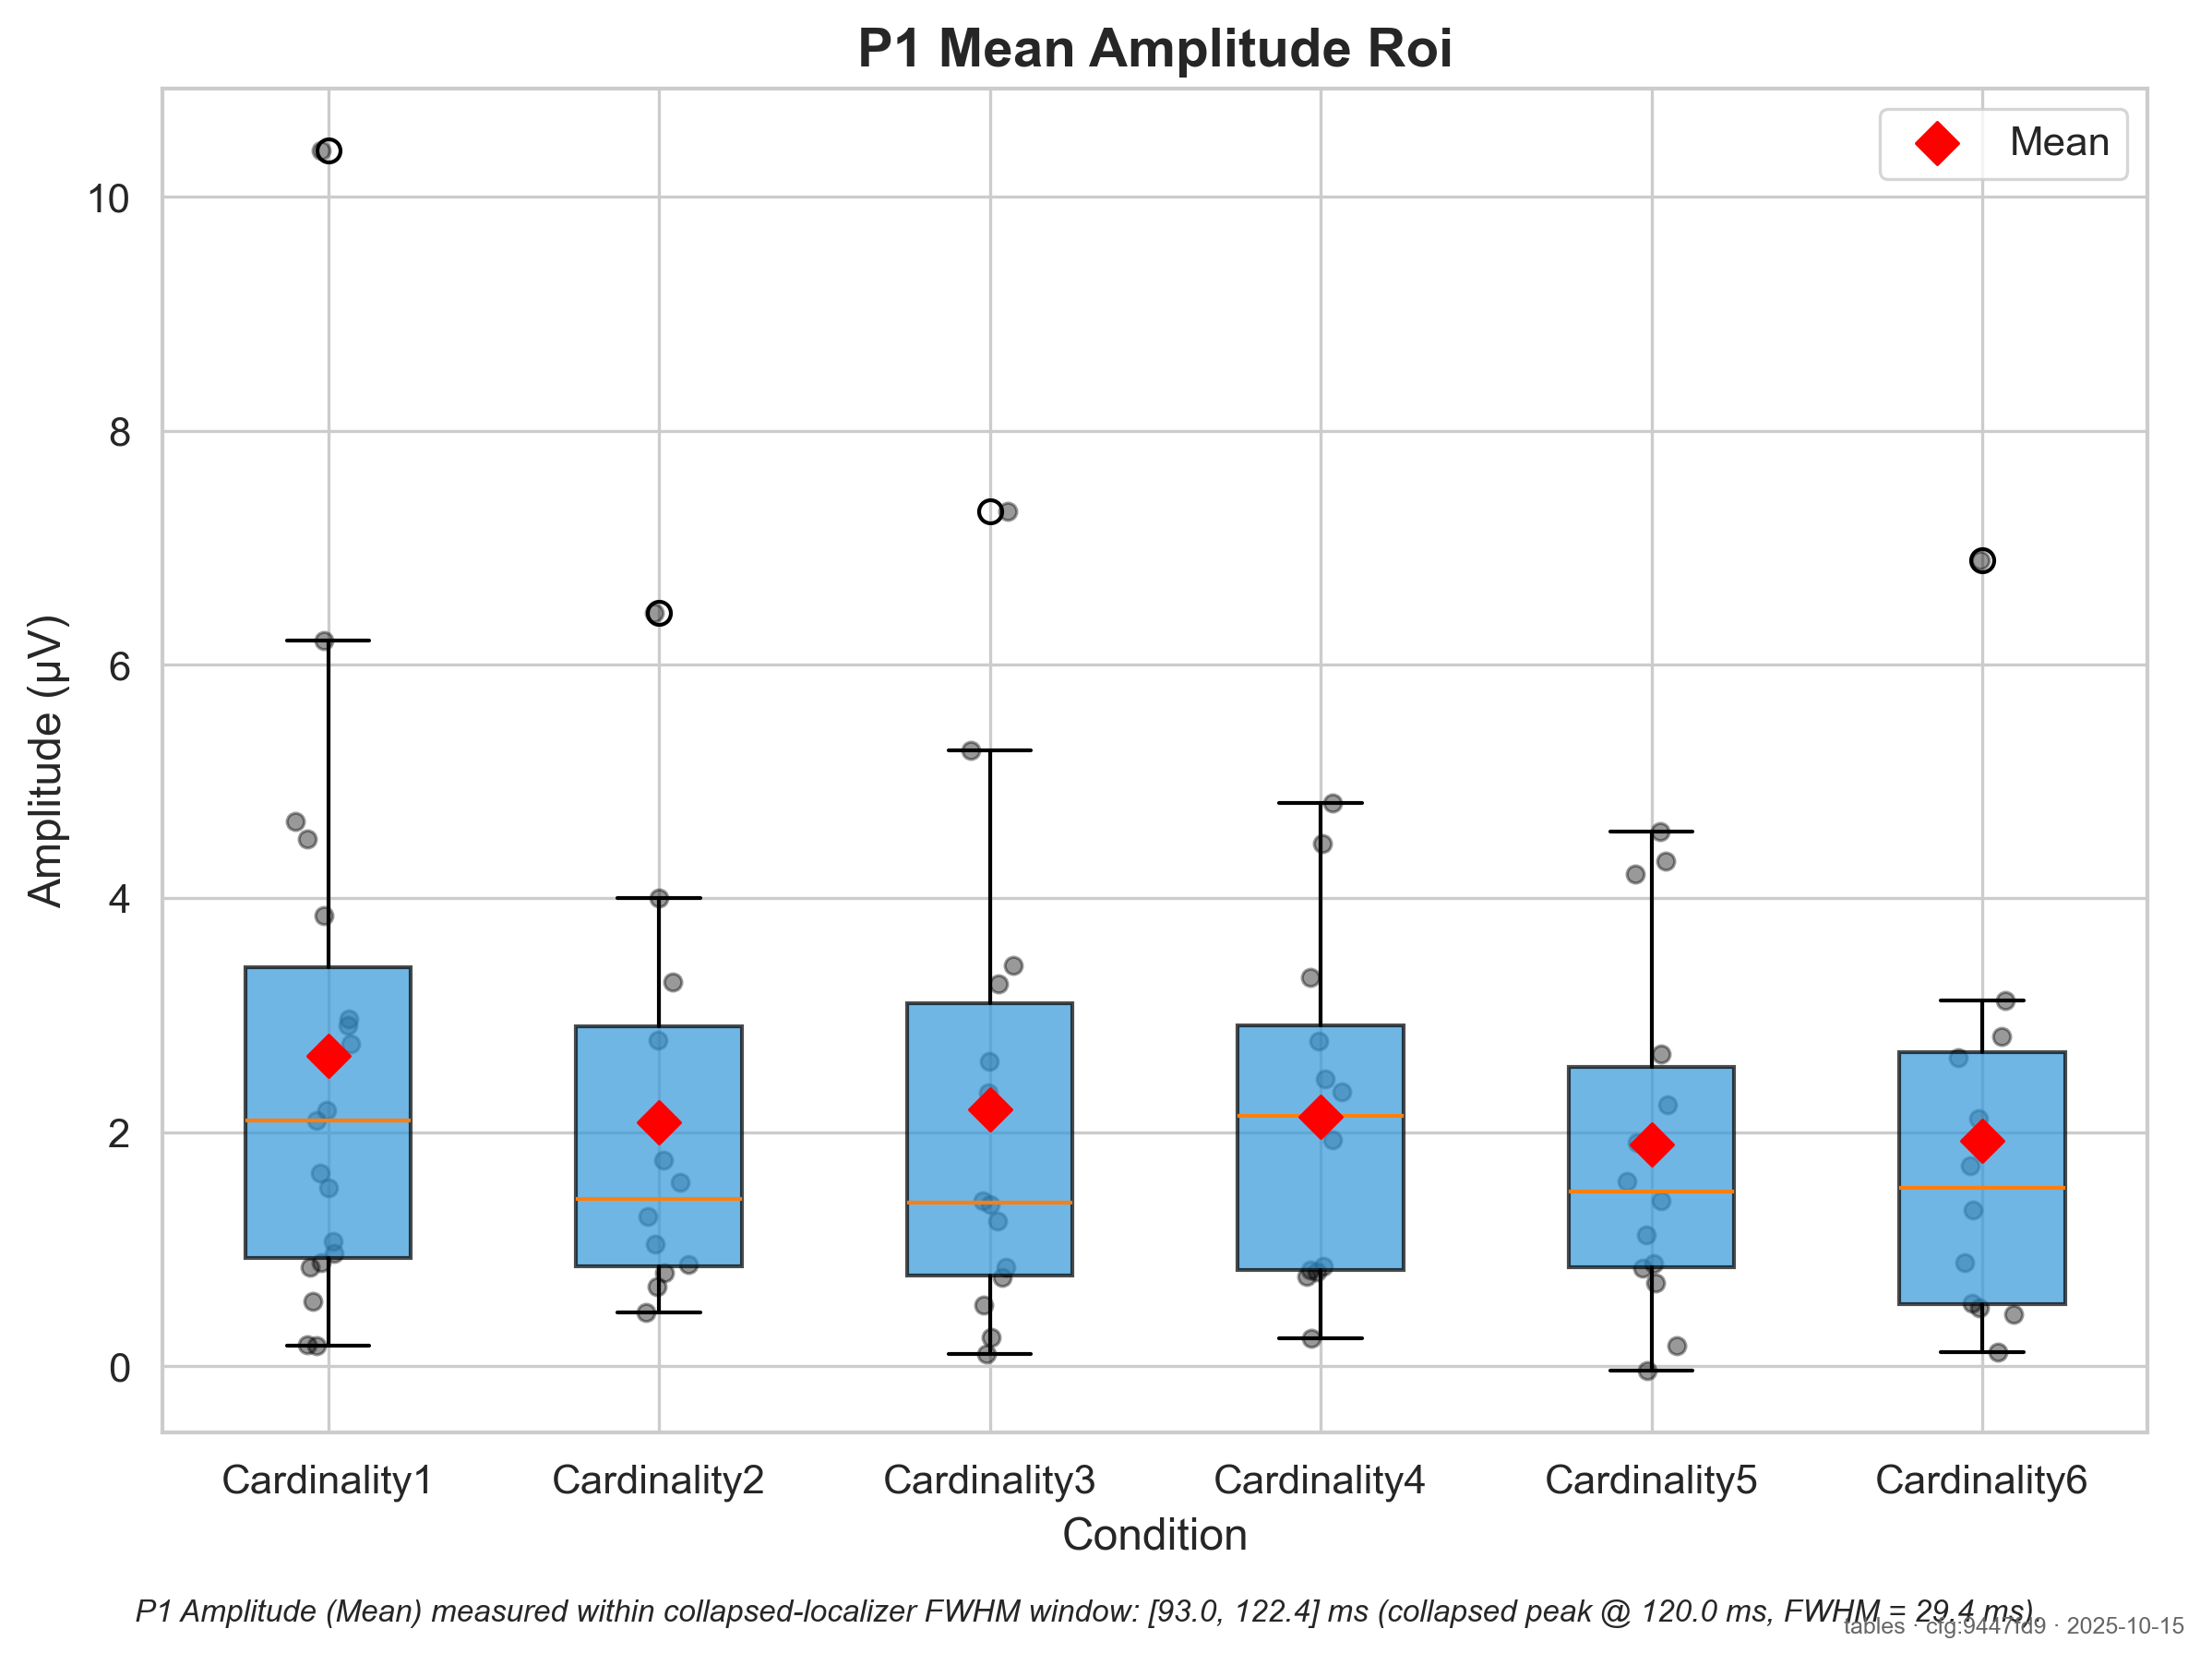 P1 Mean Amplitude Roi
Mean
10
8
6
4
2
0
Amplitude (µV)
Cardinality1 Cardinality2 Cardinality3 Cardinality4 Cardinality5 Cardinality6
Condition
P1 Amplitude (Mean) measured within collapsed-localizer FWHM window: [93.0, 122.4] ms (collapsed peak @ 120.0 ms, FWHM = 29.4 ms).
tables · cfg:9447fd9 · 2025-10-15